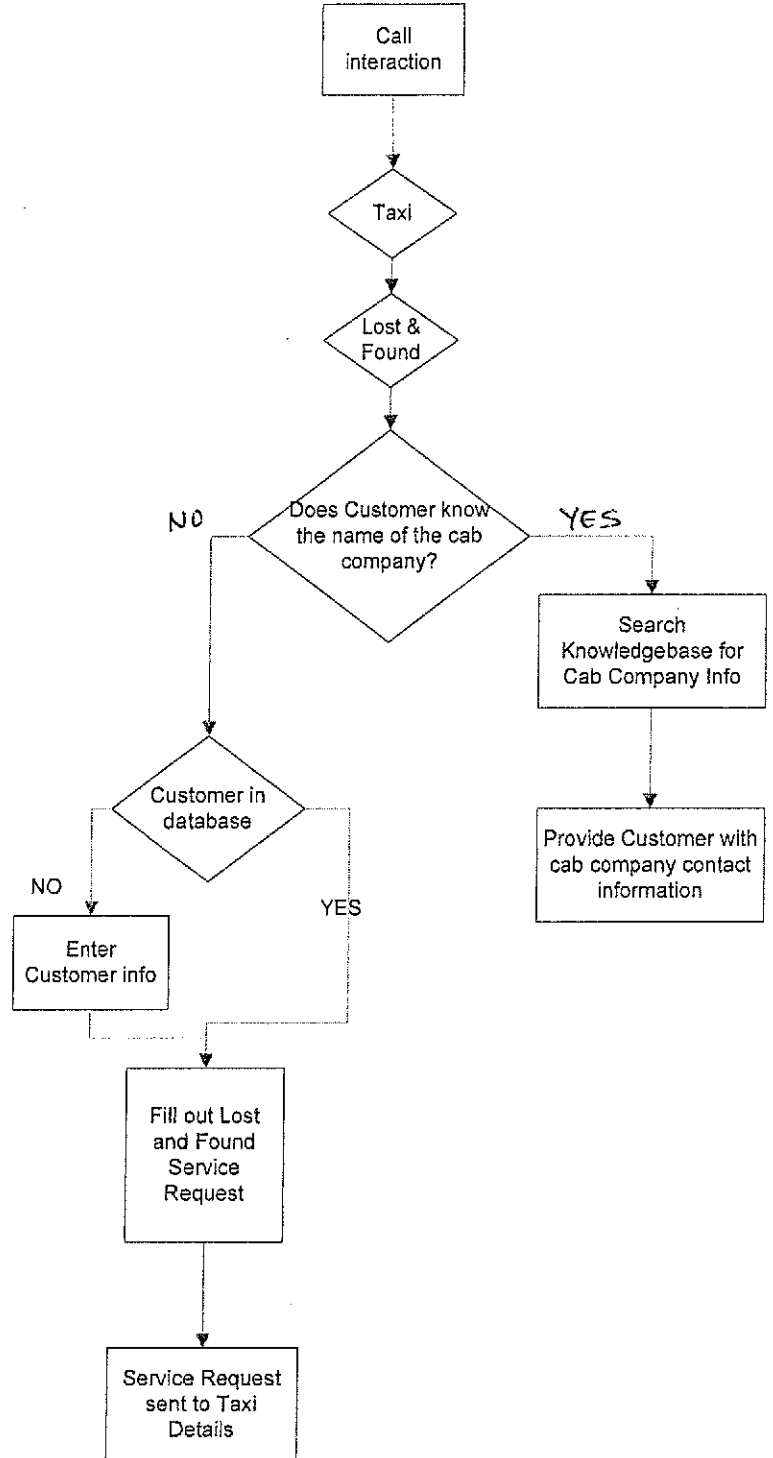 Call
interaction
Taxi
Lost &
Found
Does Customer know
the name of the cab
company?
NO
YES
Search
Knowledgebase for
Cab Company Info
Customer in
database
Provide Customer with
cab company contact
information
NO
YES
Enter
Customer info
Fill out Lost
and Found
Service
Request
Service Request
sent to Taxi
Details